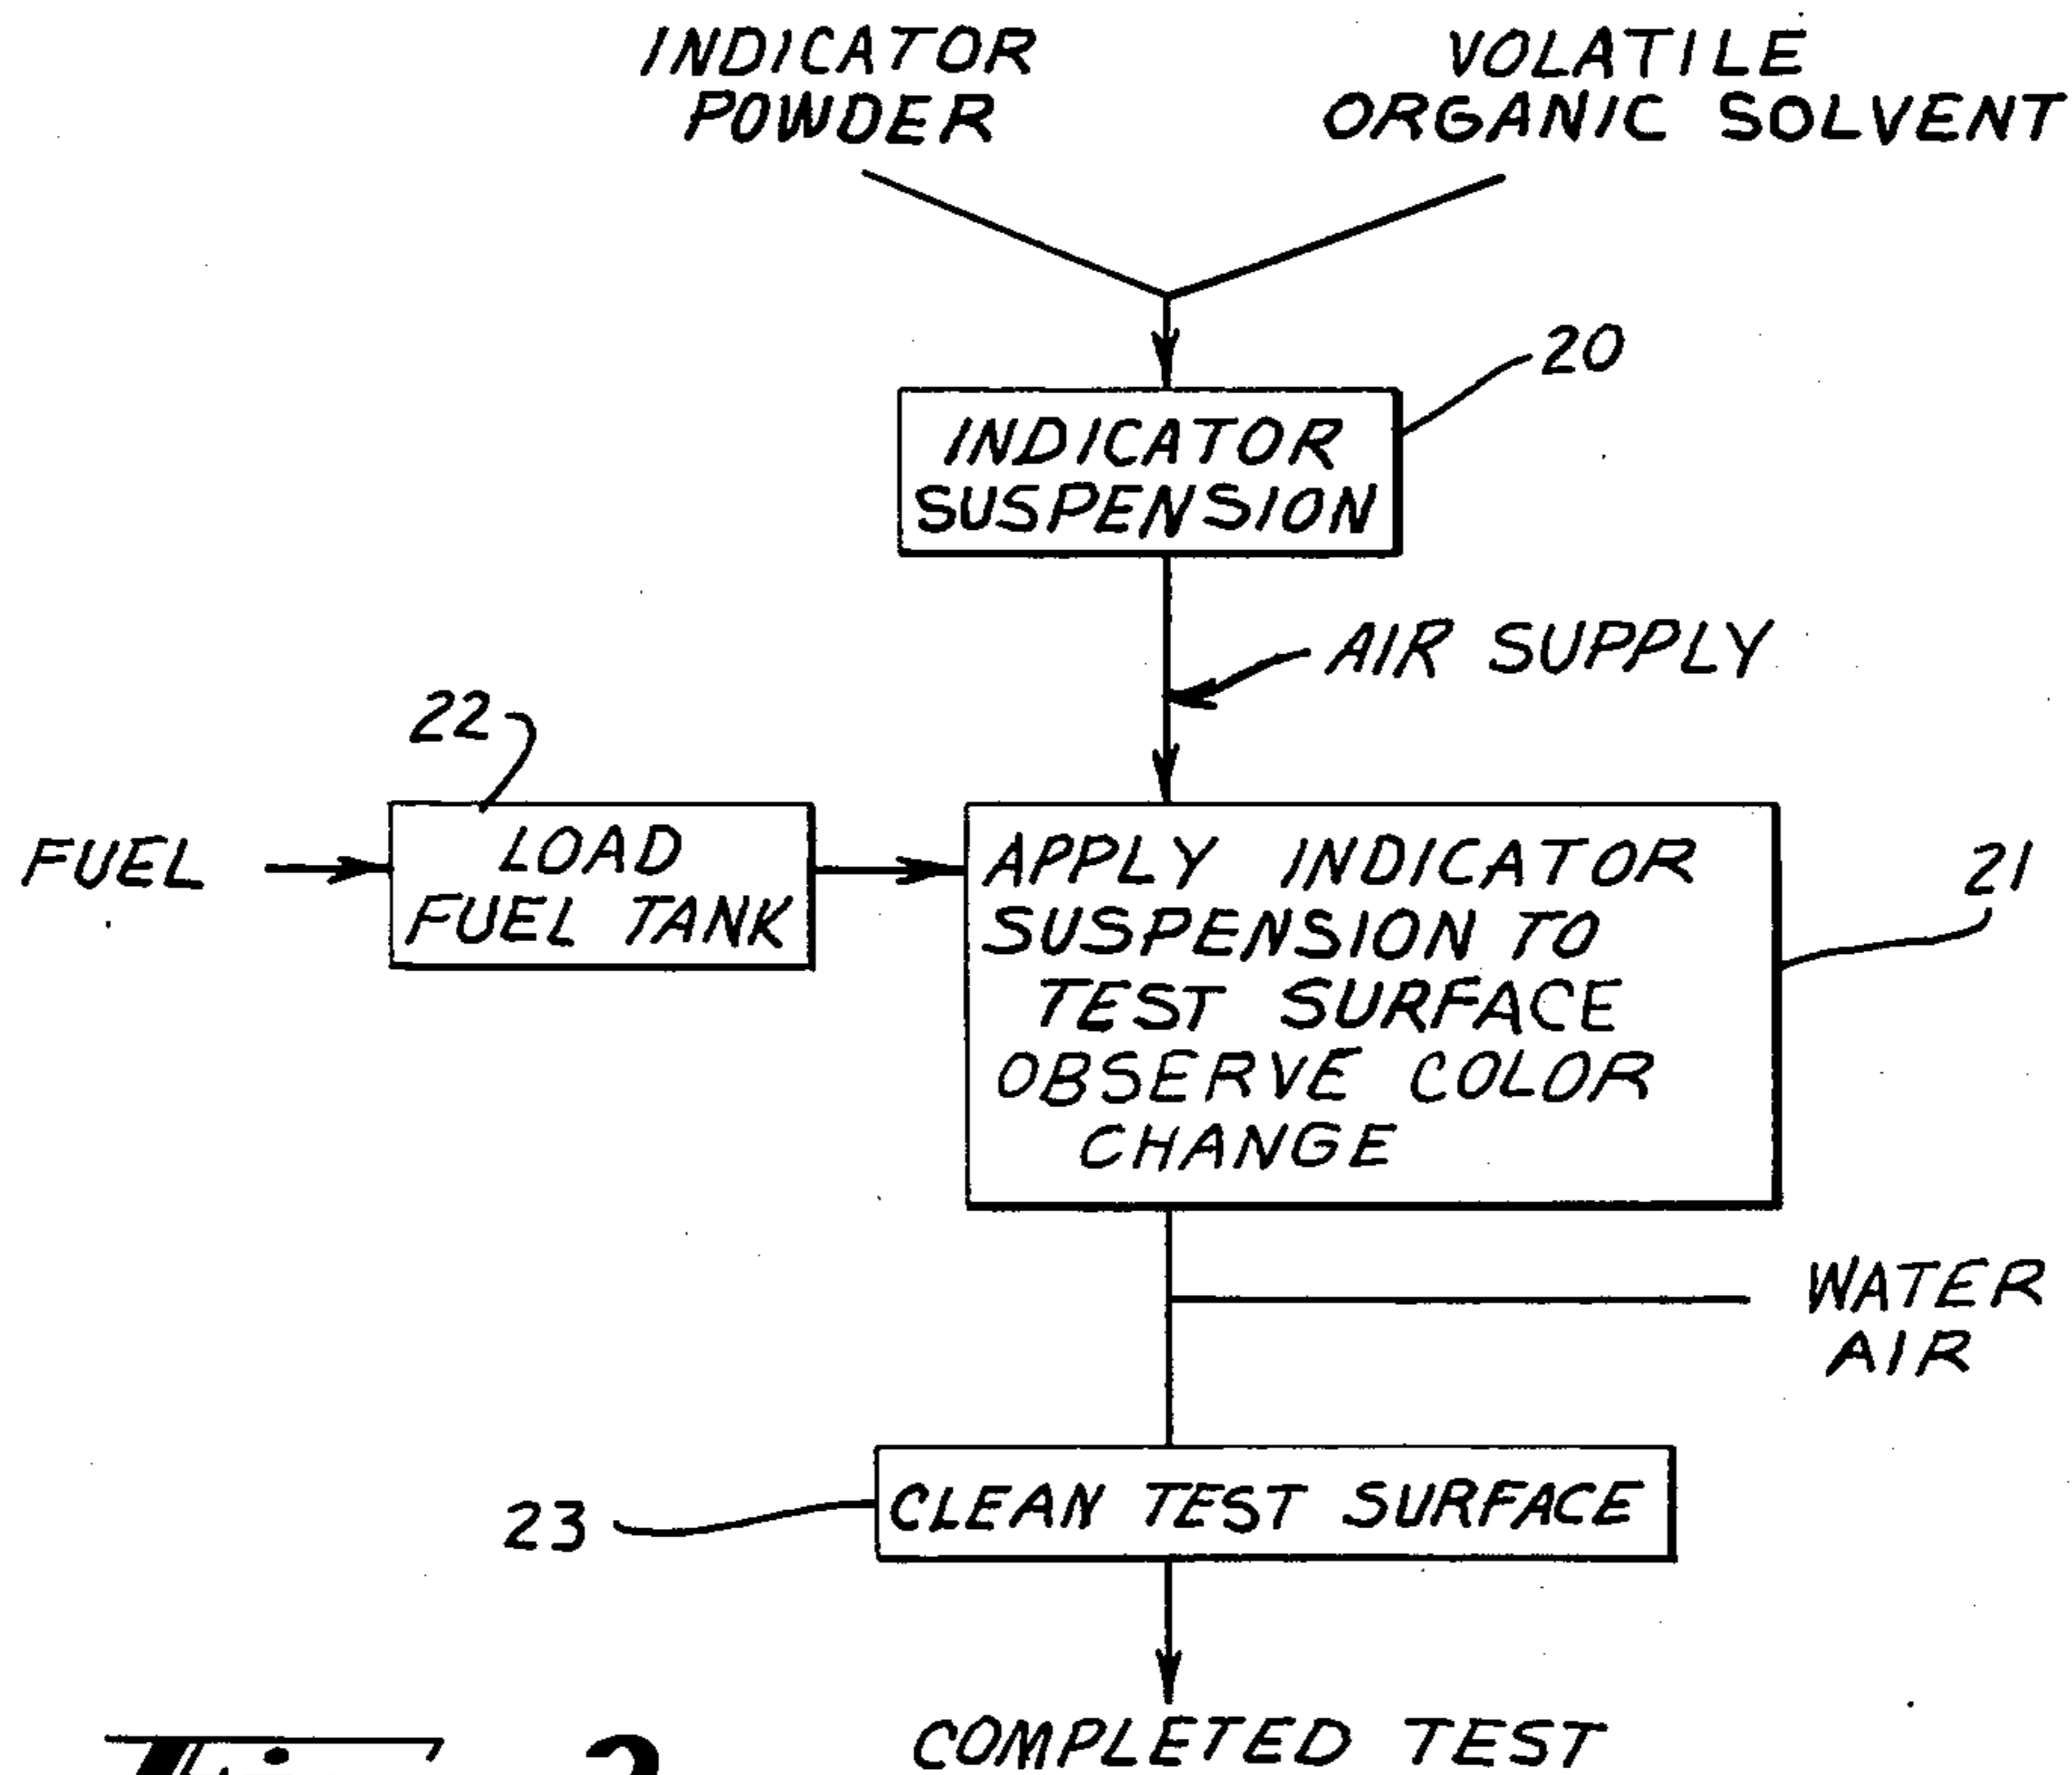 INDICATOR
POWDER
VOLATILE
ORGANIC SOLVENT
20
INDICATOR
SUSPENSION
AIR SUPPLY
22
FUEL
LOAD
FUEL TANK
APPLY INDICATOR
SUSPENSION TO
TEST SURFACE
OBSERVE COLOR
CHANGE
21
WATER
AIR
23
CLEAN TEST SURFACE
COMPLETED TEST